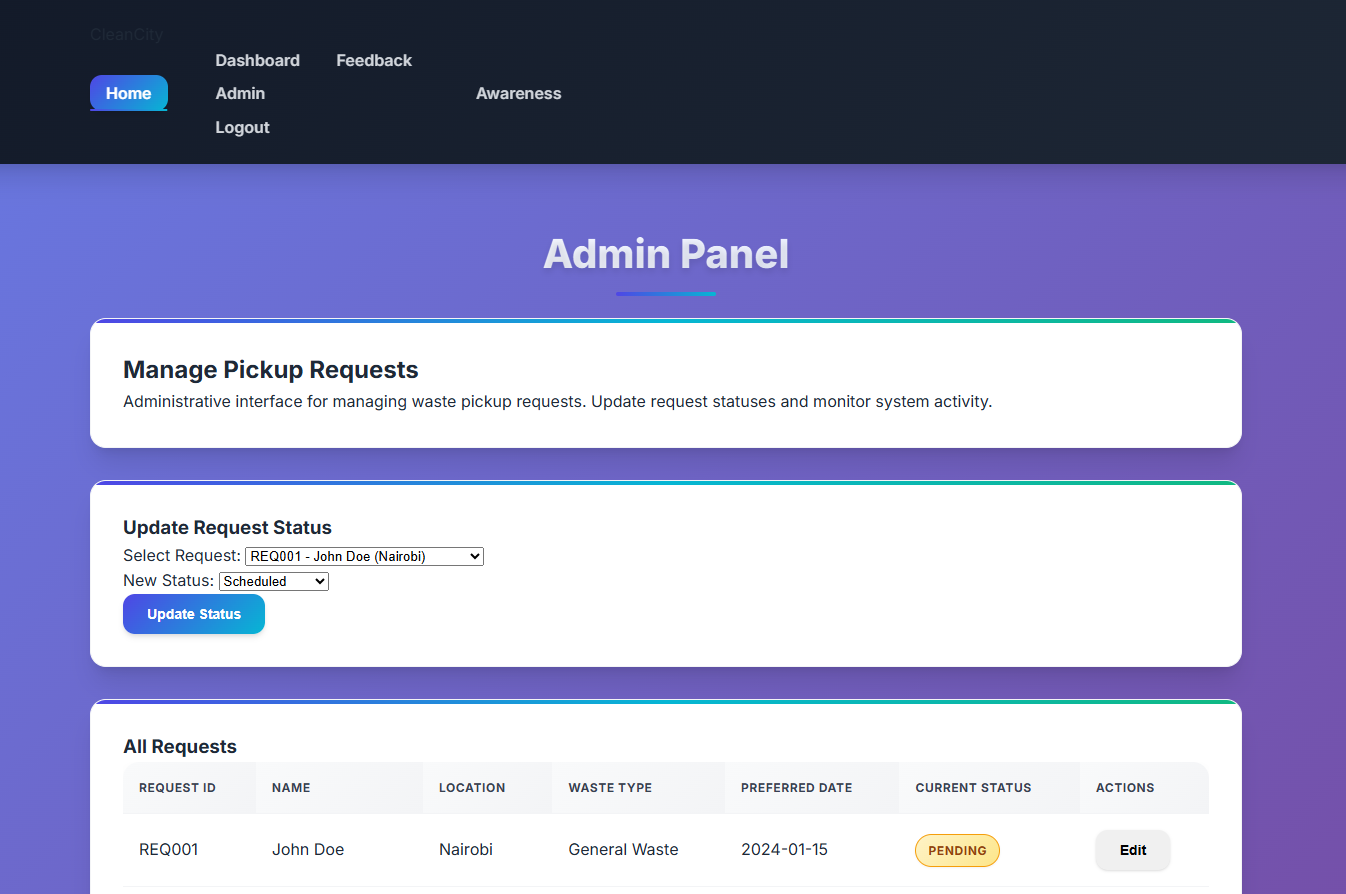 CleanCity
Dashboard Feedback
Home Admin Awareness
Logout
Admin Panel
Manage Pickup Requests
Administrative interface for managing waste pickup requests. Update request statuses and monitor system activity.
Update Request Status
Select Request: REQ001 - John Doe (Nairobi)
New Status: Scheduled
Update Status
All Requests
REQUEST ID NAME LOCATION WASTE TYPE PREFERRED DATE CURRENT STATUS ACTIONS
REQ001 John Doe Nairobi General Waste 2024-01-15 PENDING Edit